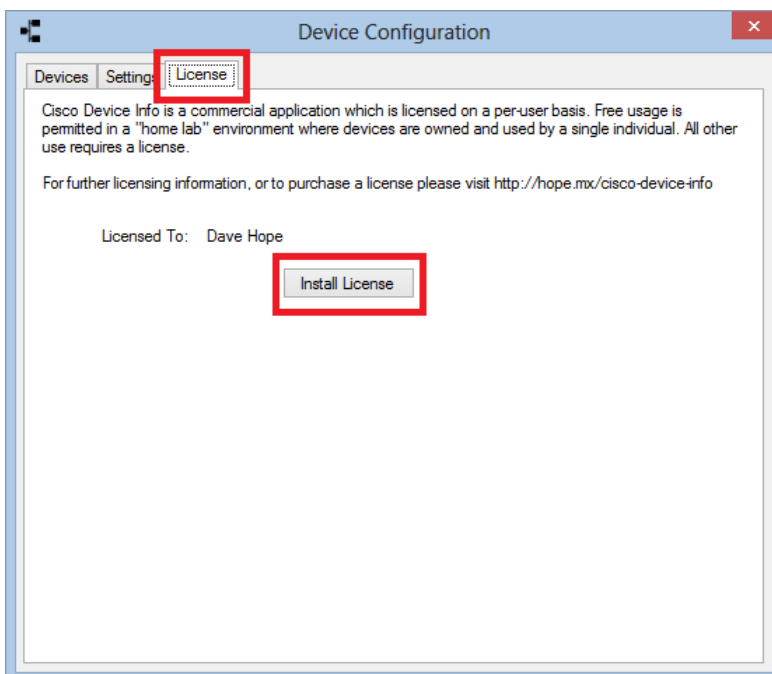 Device Configuration
Devices
Settings
License
Cisco Device Info is a commercial application which is licensed on a per-user basis. Free usage is
permitted in a "home lab" environment where devices are owned and used by a single individual. All other
use requires a license.
For further licensing information, or to purchase a license please visit http://hope.mx/cisco-device-info
Licensed To: Dave Hope
Install License